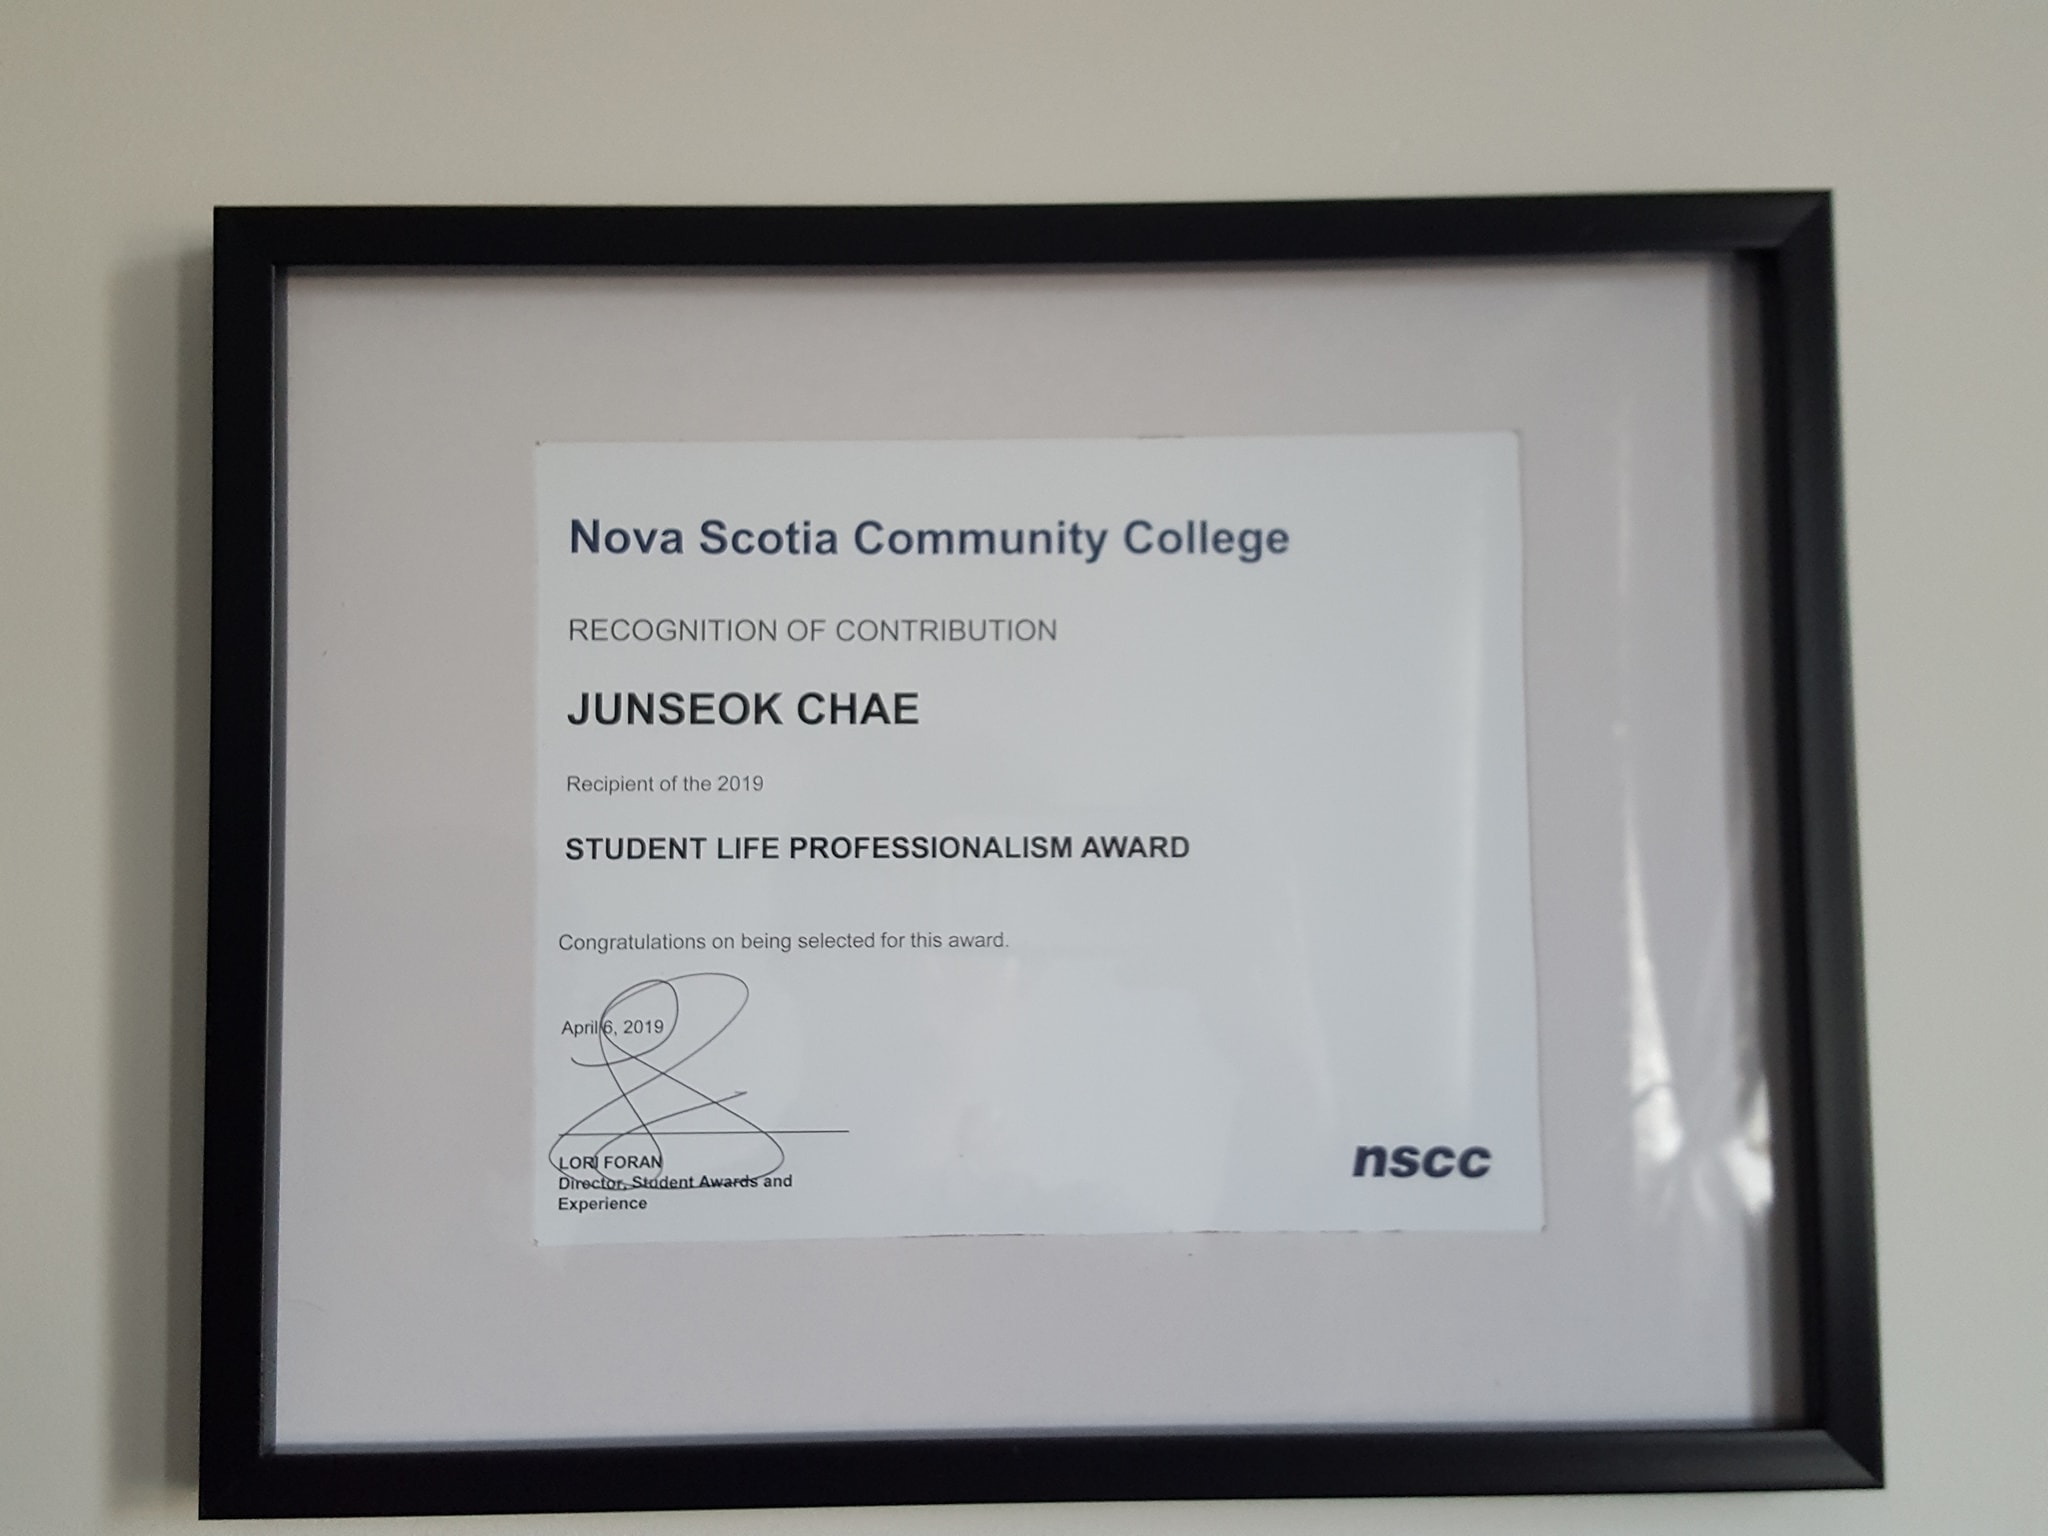 Nova Scotia Community College
RECOGNITION OF CONTRIBUTION
JUNSEOK CHAE
Recipient of the 2019
STUDENT LIFE PROFESSIONALISM AWARD
Congratulations on being selected for this award.
April 6, 2019
LORI FORAN
Director, Student Awards and
Experience
nscc